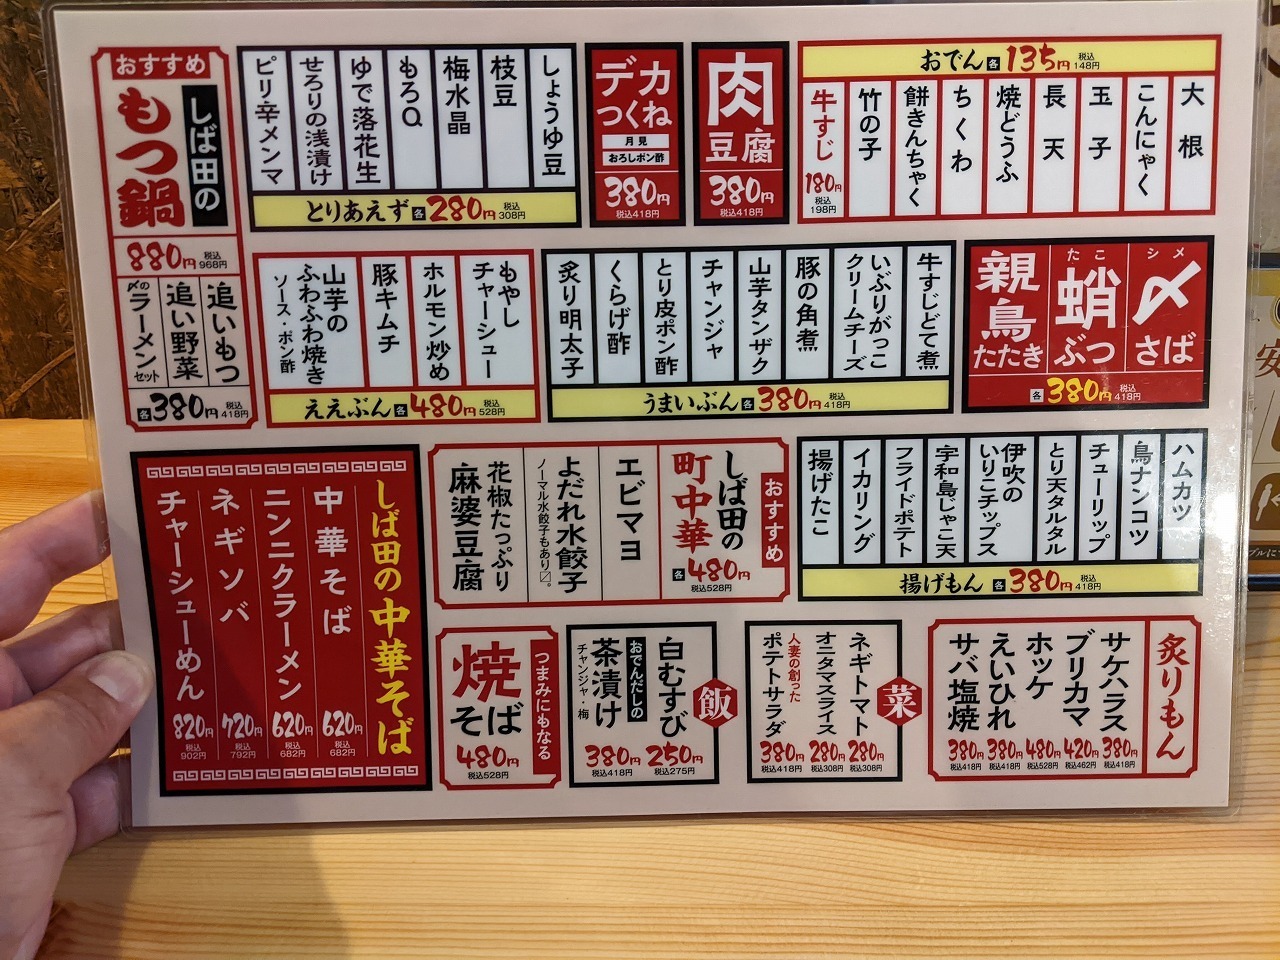 おすすめ
しば田の
もつ鍋
880円 税込968円
追いもつ
追い野菜
〆のラーメンセット
各380円 税込418円
しょうゆ豆
枝豆
梅水晶
もろQ
ゆで落花生
せろりの浅漬け
ピリ辛メンマ
とりあえず 各280円 税込308円
デカつくね
月見
おろしポン酢
380円
税込418円
肉豆腐
380円
税込418円
おでん 各135円 税込148円
大根
こんにゃく
玉子
長天
焼どうふ
ちくわ
餅きんちゃく
竹の子
牛すじ
180円
税込198円
もやしチャーシュー
ホルモン炒め
豚キムチ
山芋のふわふわ焼き
ソース・ポン酢
ええぶん 各480円 税込528円
牛すじどて煮
いぶりがっこクリームチーズ
豚の角煮
山芋タンザク
チャンジャ
とり皮ポン酢
くらげ酢
炙り明太子
うまいぶん 各380円 税込418円
シメ
〆さば
たこ
蛸ぶつ
親鳥たたき
各380円 税込418円
しば田の中華そば
中華そば 620円 税込682円
ニンニクラーメン 620円 税込682円
ネギソバ 720円 税込792円
チャーシューめん 820円 税込902円
おすすめ
しば田の町中華
各480円
税込528円
エビマヨ
よだれ水餃子
ノーマル水餃子もあり〼。
花椒たっぷり麻婆豆腐
ハムカツ
鳥ナンコツ
チューリップ
とり天タルタル
伊吹のいりこチップス
宇和島じゃこ天
フライドポテト
イカリング
揚げたこ
揚げもん 各380円 税込418円
つまみにもなる
焼そば
480円
税込528円
飯
白むすび
250円
税込275円
おでんだしの
茶漬け
チャンジャ・梅
380円
税込418円
菜
ネギトマト
280円
税込308円
オニタマスライス
280円
税込308円
人妻の創った
ポテトサラダ
380円
税込418円
炙りもん
サケハラス
380円
税込418円
ブリカマ
420円
税込462円
ホッケ
480円
税込528円
えいひれ
380円
税込418円
サバ塩焼
380円
税込418円
安